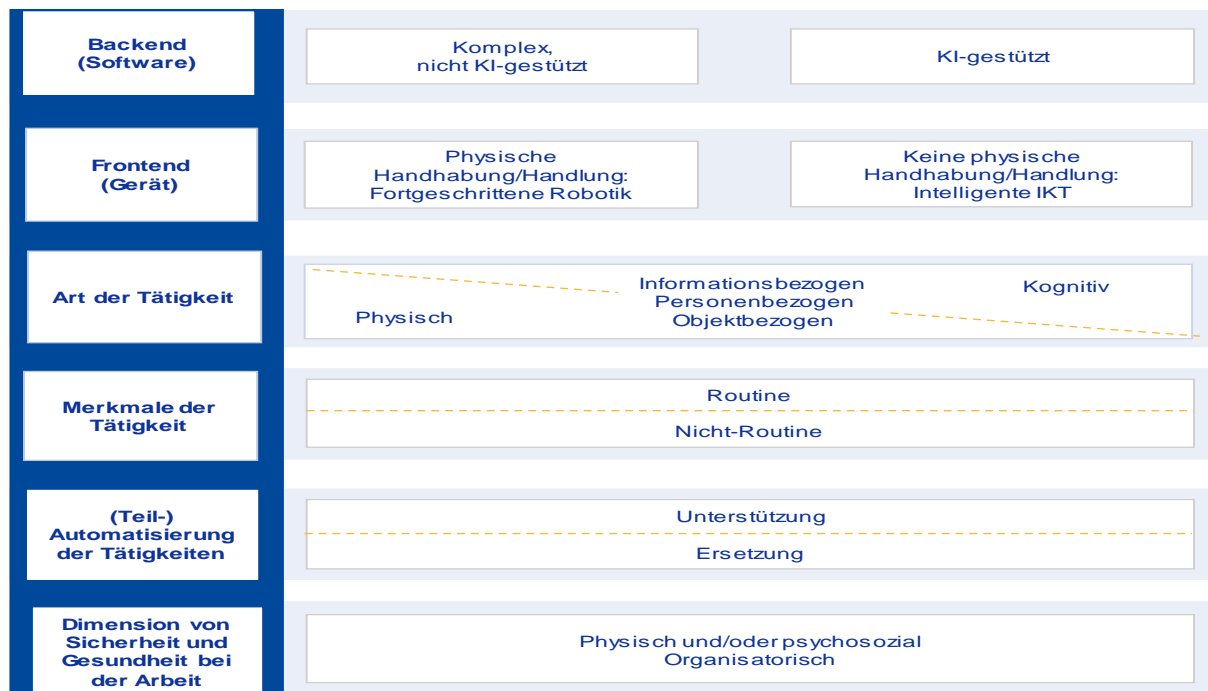 Backend
(Software)
Komplex,
nicht KI-gestützt
KI-gestützt
Frontend
(Gerät)
Physische
Handhabung/Handlung:
Fortgeschrittene Robotik
Keine physische
Handhabung/Handlung:
Intelligente IKT
Art der Tätigkeit
Physisch
Informationsbezogen
Personenbezogen
Objektbezogen
Kognitiv
Merkmale der
Tätigkeit
Routine
Nicht-Routine
(Teil-)
Automatisierung
der Tätigkeiten
Unterstützung
Ersetzung
Dimension von
Sicherheit und
Gesundheit bei
der Arbeit
Physisch und/oder psychosozial
Organisatorisch